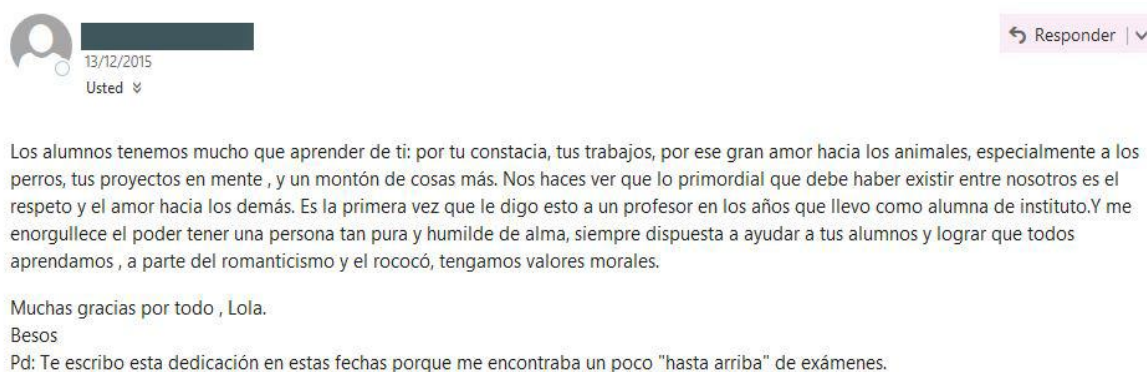 Responder
13/12/2015
Usted
Los alumnos tenemos mucho que aprender de ti: por tu constacia, tus trabajos, por ese gran amor hacia los animales, especialmente a los
perros, tus proyectos en mente , y un montón de cosas más. Nos haces ver que lo primordial que debe haber existir entre nosotros es el
respeto y el amor hacia los demás. Es la primera vez que le digo esto a un profesor en los años que llevo como alumna de instituto.Y me
enorgullece el poder tener una persona tan pura y humilde de alma, siempre dispuesta a ayudar a tus alumnos y lograr que todos
aprendamos , a parte del romanticismo y el rococó, tengamos valores morales.
Muchas gracias por todo , Lola.
Besos
Pd: Te escribo esta dedicación en estas fechas porque me encontraba un poco "hasta arriba" de exámenes.